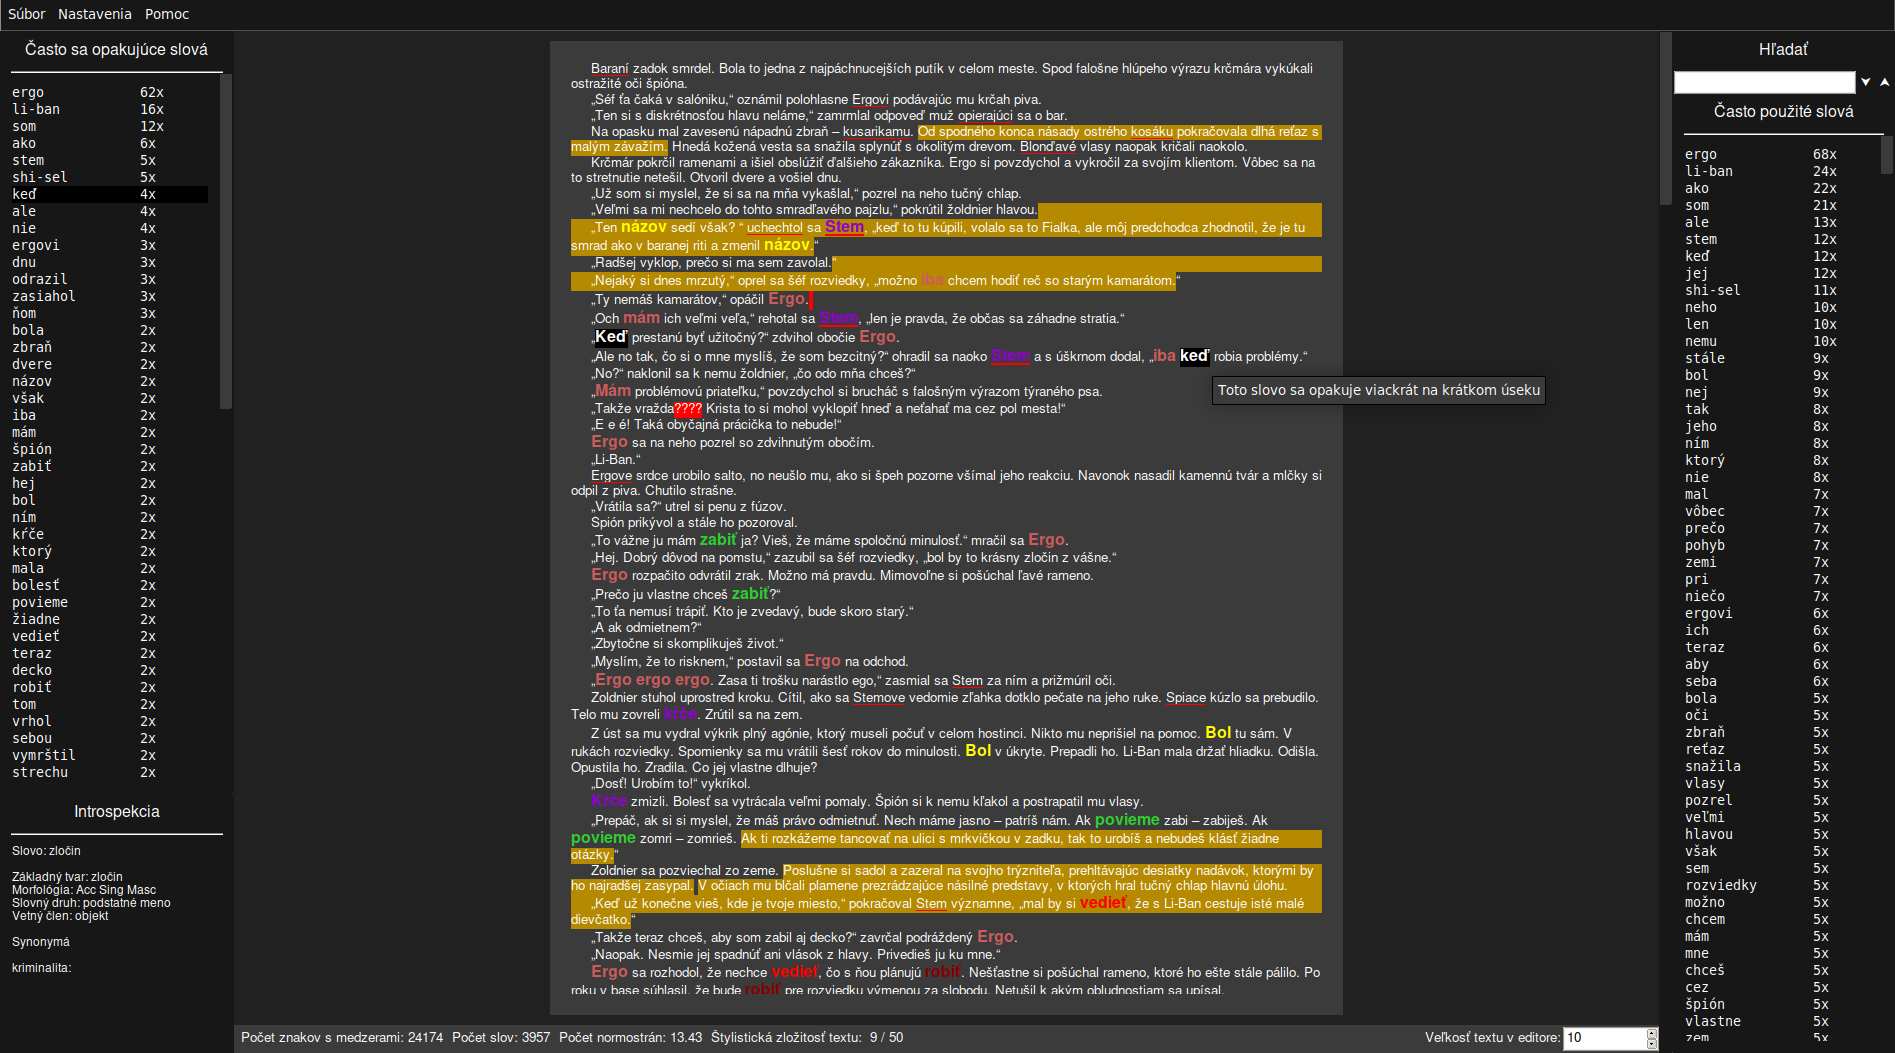 Súbor Nastavenia Pomoc
Často sa opakujúce slová
ergo 62x
li-ban 16x
som 12x
ako 6x
stem 5x
shi-sel 5x
keď 4x
ale 4x
nie 4x
ergovi 3x
dnu 3x
odrazil 3x
zasiahol 3x
ňom 3x
bola 2x
zbraň 2x
dvere 2x
názov 2x
však 2x
iba 2x
mám 2x
špión 2x
zabiť 2x
hej 2x
bol 2x
ním 2x
kŕče 2x
ktorý 2x
mala 2x
bolesť 2x
povieme 2x
žiadne 2x
vedieť 2x
teraz 2x
decko 2x
robiť 2x
tom 2x
vrhol 2x
sebou 2x
vymrštil 2x
strechu 2x
Introspekcia
Slovo: zločin
Základný tvar: zločin
Morfológia: Acc Sing Masc
Slovný druh: podstatné meno
Vetný člen: objekt
Synonymá
kriminalita:
Baraní zadok smrdel. Bola to jedna z najpáchnucejších putík v celom meste. Spod falošne hlúpeho výrazu krčmára vykúkali
ostražité oči špióna.
„Séf ťa čaká v salóniku,“ oznámil polohlasne Ergovi podávajúc mu krčah piva.
„Ten si s diskrétnosťou hlavu neláme,“ zamrmlal odpoveď muž opierajúci sa o bar.
Na opasku mal zavesenú nápadnú zbraň – kusarikamu. Od spodného konca násady ostrého kosáku pokračovala dlhá reťaz s
malým závažím. Hnedá kožená vesta sa snažila splynúť s okolitým drevom. Blonďavé vlasy naopak kričali naokolo.
Krčmár pokrčil ramenami a išiel obslúžiť ďalšieho zákazníka. Ergo si povzdychol a vykročil za svojím klientom. Vôbec sa na
to stretnutie netešil. Otvoril dvere a vošiel dnu.
„Už som si myslel, že si sa na mňa vykašlal,“ pozrel na neho tučný chlap.
„Veľmi sa mi nechcelo do tohto smradľavého pajzlu,“ pokrútil žoldnier hlavou.
„Ten názov sedí však? “ uchechtol sa Stem, „keď to tu kúpili, volalo sa to Fialka, ale môj predchodca zhodnotil, že je tu
smrad ako v baranej riti a zmenil názov.“
„Radšej vyklop, prečo si ma sem zavolal.“
„Nejaký si dnes mrzutý,“ oprel sa šéf rozviedky, „možno iba chcem hodiť reč so starým kamarátom.“
„Ty nemáš kamarátov,“ opáčil Ergo.
„Och mám ich veľmi veľa,“ rehotal sa Stem, „len je pravda, že občas sa záhadne stratia.“
„Keď prestanú byť užitočný?“ zdvihol obočie Ergo.
„Ale no tak, čo si o mne myslíš, že som bezcitný?“ ohradil sa naoko Stem a s úškrnom dodal, „iba keď robia problémy.“
„No?“ naklonil sa k nemu žoldnier, „čo odo mňa chceš?“
„Mám problémovú priateľku,“ povzdychol si brucháč s falošným výrazom týraného psa.
„Takže vražda???? Krista to si mohol vyklopiť hneď a neťahať ma cez pol mesta!“
„E e é! Taká obyčajná prácička to nebude!“
Ergo sa na neho pozrel so zdvihnutým obočím.
„Li-Ban.“
Ergove srdce urobilo salto, no neušlo mu, ako si špeh pozorne všímal jeho reakciu. Navonok nasadil kamennú tvár a mlčky si
odpil z piva. Chutilo strašne.
„Vrátila sa?“ utrel si penu z fúzov.
Spión prikývol a stále ho pozoroval.
„To vážne ju mám zabiť ja? Vieš, že máme spoločnú minulosť.“ mračil sa Ergo.
„Hej. Dobrý dôvod na pomstu,“ zazubil sa šéf rozviedky, „bol by to krásny zločin z vášne.“
Ergo rozpačito odvrátil zrak. Možno má pravdu. Mimovoľne si pošúchal ľavé rameno.
„Prečo ju vlastne chceš zabiť?“
„To ťa nemusí trápiť. Kto je zvedavý, bude skoro starý.“
„A ak odmietnem?“
„Zbytočne si skomplikuješ život.“
„Myslím, že to risknem,“ postavil sa Ergo na odchod.
„Ergo ergo ergo. Zasa ti trošku narástlo ego,“ zasmial sa Stem za ním a prižmúril oči.
Zoldnier stuhol uprostred kroku. Cítil, ako sa Stemove vedomie zľahka dotklo pečate na jeho ruke. Spiace kúzlo sa prebudilo.
Telo mu zovreli kŕče. Zrútil sa na zem.
Z úst sa mu vydral výkrik plný agónie, ktorý museli počuť v celom hostinci. Nikto mu neprišiel na pomoc. Bol tu sám. V
rukách rozviedky. Spomienky sa mu vrátili šesť rokov do minulosti. Bol v úkryte. Prepadli ho. Li-Ban mala držať hliadku. Odišla.
Opustila ho. Zradila. Co jej vlastne dlhuje?
„Dosť! Urobím to!“ vykríkol.
Kŕče zmizli. Bolesť sa vytrácala veľmi pomaly. Špión si k nemu kľakol a postrapatil mu vlasy.
„Prepáč, ak si si myslel, že máš právo odmietnuť. Nech máme jasno – patríš nám. Ak povieme zabi – zabiješ. Ak
povieme zomri – zomrieš. Ak ti rozkážeme tancovať na ulici s mrkvičkou v zadku, tak to urobíš a nebudeš klásť žiadne
otázky.“
Zoldnier sa pozviechal zo zeme. Poslušne si sadol a zazeral na svojho trýzniteľa, prehltávajúc desiatky nadávok, ktorými by
ho najradšej zasypal. V očiach mu blčali plamene prezrádzajúce násilné predstavy, v ktorých hral tučný chlap hlavnú úlohu.
„Keď už konečne vieš, kde je tvoje miesto,“ pokračoval Stem významne, „mal by si vedieť, že s Li-Ban cestuje isté malé
dievčatko.“
„Takže teraz chceš, aby som zabil aj decko?“ zavrčal podráždený Ergo.
„Naopak. Nesmie jej spadnúť ani vlások z hlavy. Privedieš ju ku mne.“
Ergo sa rozhodol, že nechce vedieť, čo s ňou plánujú robiť. Nešťastne si pošúchal rameno, ktoré ho ešte stále pálilo. Po
roku v base súhlasil, že bude robiť pre rozviedku výmenou za slobodu. Netušil k akým obludnostiam sa upísal.
Toto slovo sa opakuje viackrát na krátkom úseku
Počet znakov s medzerami: 24174 Počet slov: 3957 Počet normostrán: 13.43 Štylistická zložitosť textu: 9 / 50
Veľkosť textu v editore: 10
Hľadať
Často použité slová
ergo 68x
li-ban 24x
ako 22x
som 21x
ale 13x
stem 12x
keď 12x
jej 12x
shi-sel 11x
neho 10x
len 10x
nemu 10x
stále 9x
bol 9x
nej 9x
tak 8x
jeho 8x
ním 8x
ktorý 8x
nie 8x
mal 7x
vôbec 7x
prečo 7x
pohyb 7x
zemi 7x
pri 7x
niečo 7x
ergovi 6x
ich 6x
teraz 6x
aby 6x
seba 6x
bola 5x
oči 5x
zbraň 5x
reťaz 5x
snažila 5x
vlasy 5x
pozrel 5x
veľmi 5x
hlavou 5x
však 5x
sem 5x
rozviedky 5x
možno 5x
chcem 5x
mám 5x
mne 5x
chceš 5x
cez 5x
špión 5x
vlastne 5x
zem 5x